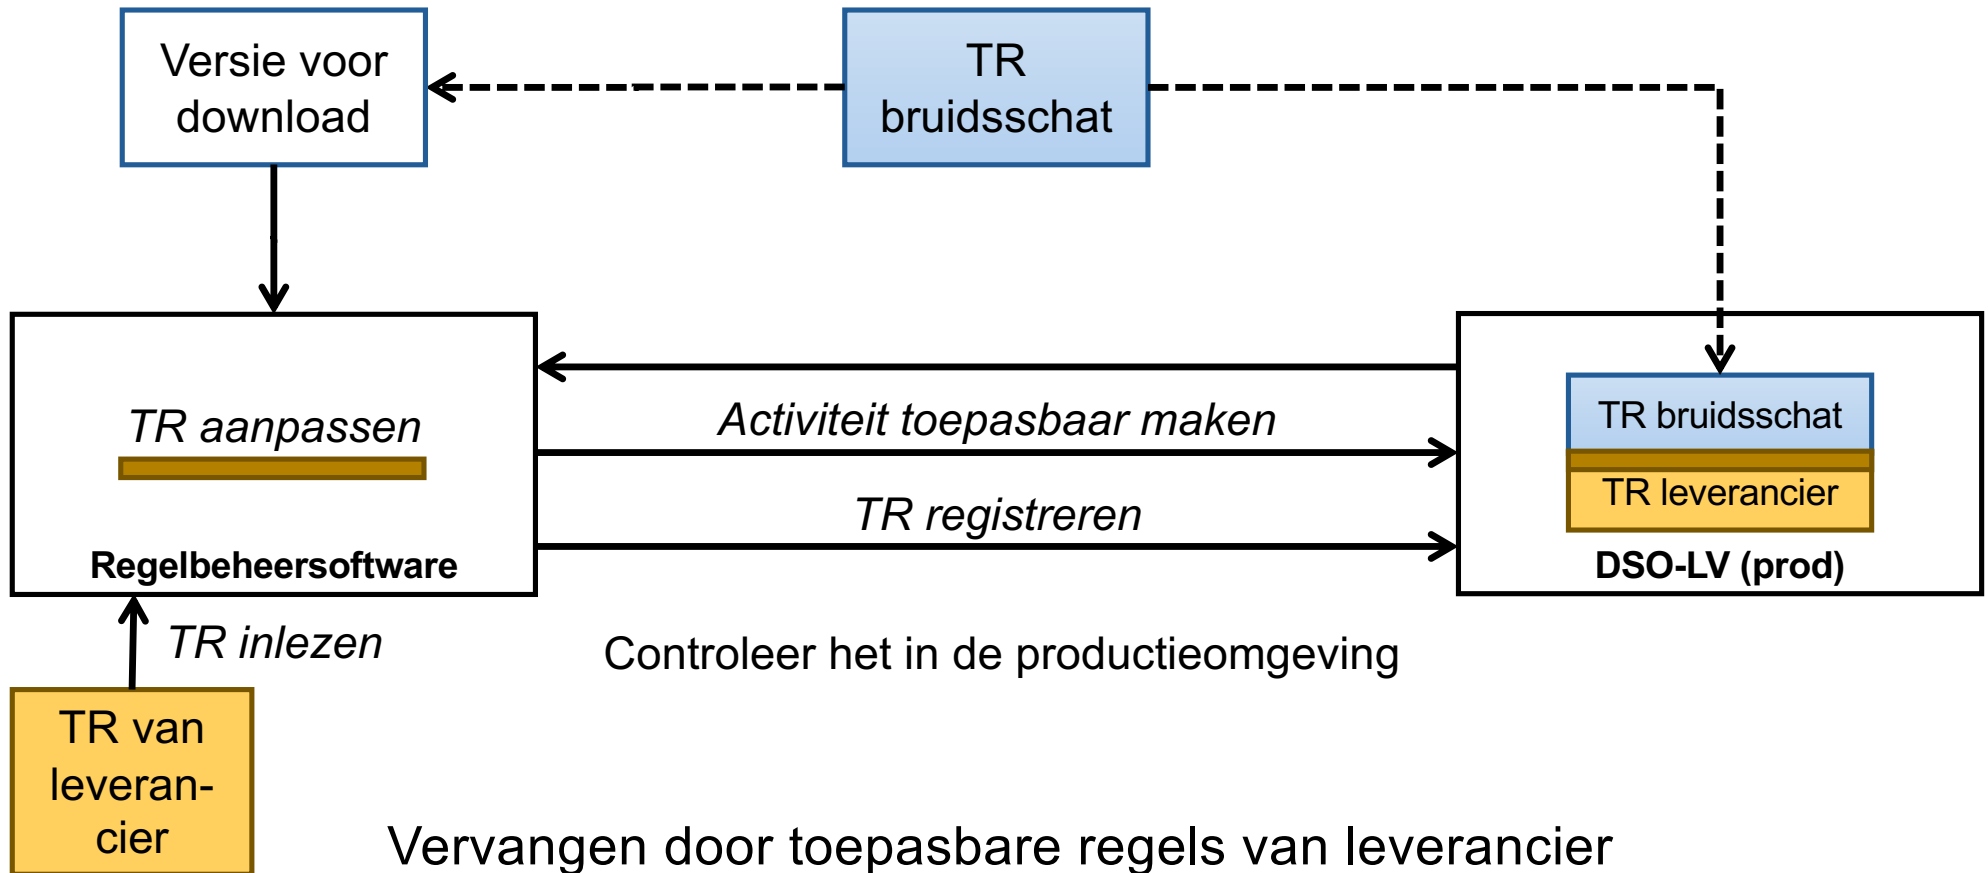 Versie voor
download
TR
bruidsschat
TR aanpassen
Regelbeheersoftware
Activiteit toepasbaar maken
TR registreren
TR bruidsschat
TR leverancier
DSO-LV (prod)
TR inlezen
Controleer het in de productieomgeving
TR van
leveran-
cier
Vervangen door toepasbare regels van leverancier